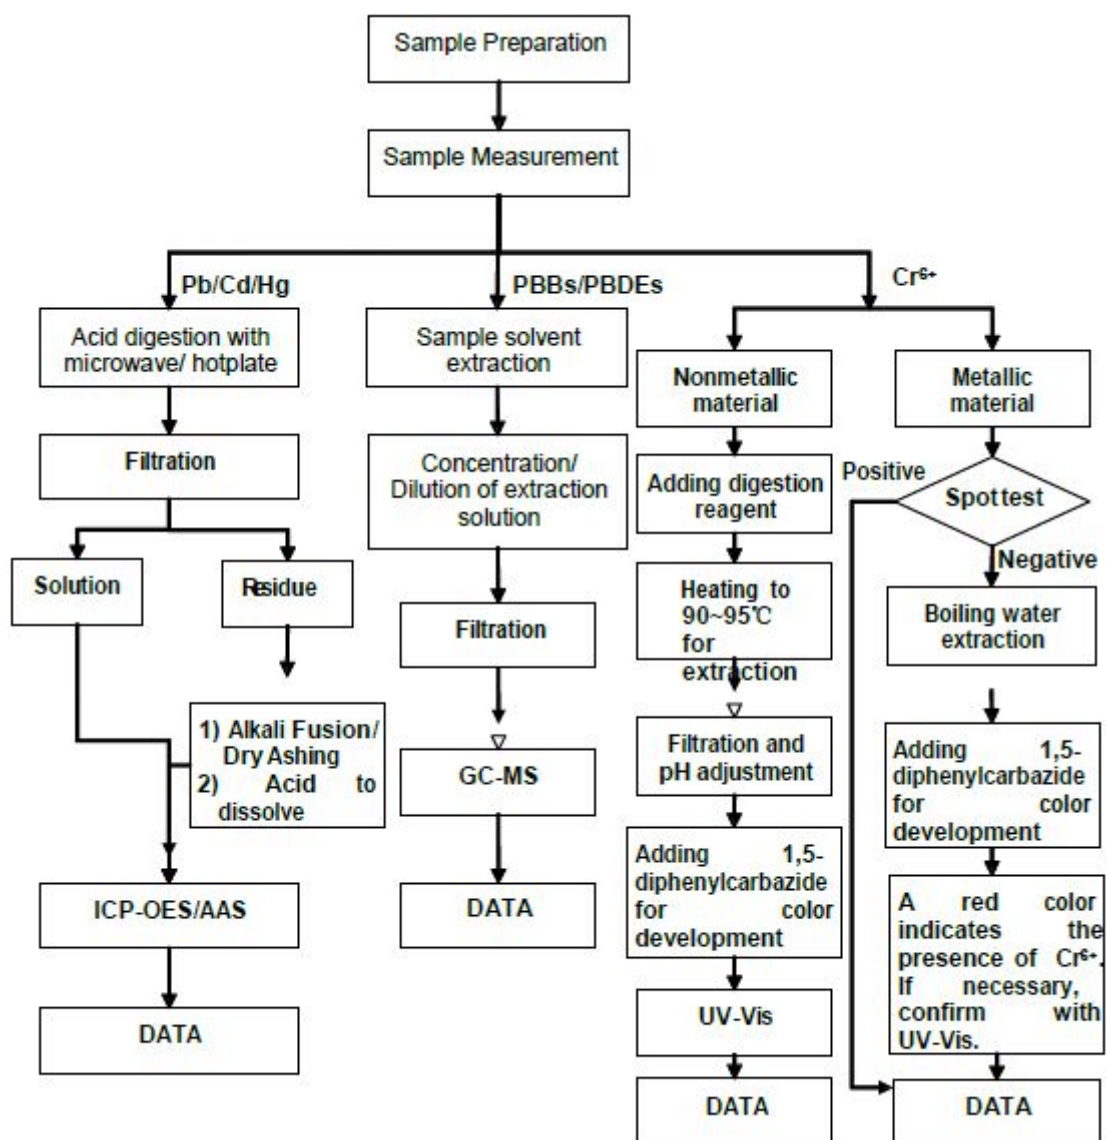 Sample Preparation
Sample Measurement
Pb/Cd/Hg
PBBs/PBDEs
Cr⁶⁺
Acid digestion with
microwave/ hotplate
Sample solvent
extraction
Nonmetallic
material
Metallic
material
Filtration
Concentration/
Dilution of extraction
solution
Adding digestion
reagent
Positive
Spot test
Negative
Solution
Residue
Filtration
Heating to
90~95℃
for
extraction
Boiling water
extraction
1) Alkali Fusion/
Dry Ashing
2) Acid to
dissolve
GC-MS
Filtration and
pH adjustment
Adding 1,5-
diphenylcarbazide
for color
development
ICP-OES/AAS
DATA
Adding 1,5-
diphenylcarbazide
for color
development
A red color
indicates the
presence of Cr⁶⁺.
If necessary,
confirm with
UV-Vis.
DATA
UV-Vis
DATA
DATA